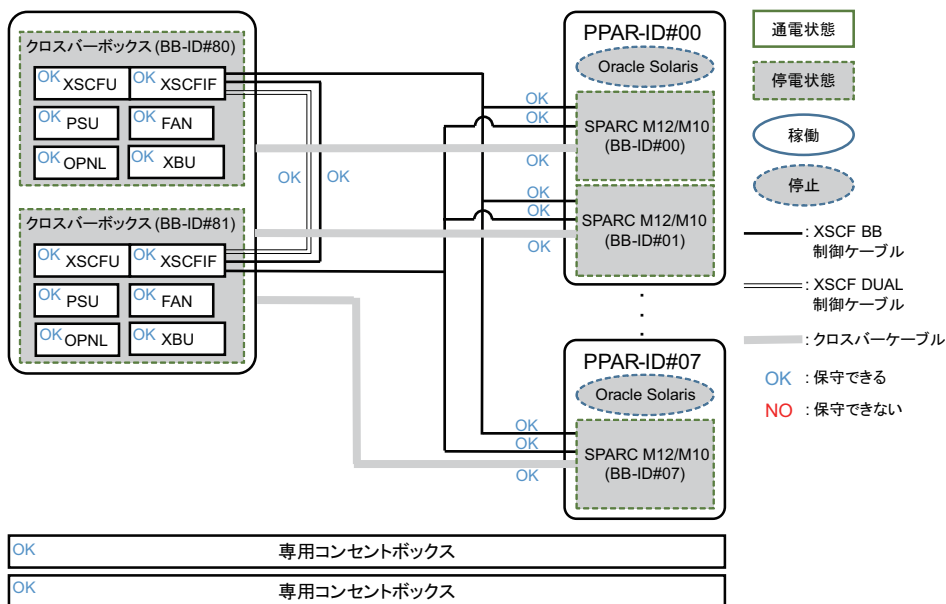 クロスバーボックス(BB-ID#80)
OK XSCFU
OK XSCFIF
OK PSU
OK FAN
OK OPNL
OK XBU
OK
OK
クロスバーボックス(BB-ID#81)
OK XSCFU
OK XSCFIF
OK PSU
OK FAN
OK OPNL
OK XBU
PPAR-ID#00
Oracle Solaris
OK
OK
SPARC M12/M10
(BB-ID#00)
OK
OK
OK
SPARC M12/M10
(BB-ID#01)
OK
PPAR-ID#07
Oracle Solaris
OK
OK
SPARC M12/M10
(BB-ID#07)
OK
通電状態
停電状態
稼働
停止
: XSCF BB
制御ケーブル
: XSCF DUAL
制御ケーブル
: クロスバーケーブル
OK : 保守できる
NO : 保守できない
OK 専用コンセントボックス
OK 専用コンセントボックス